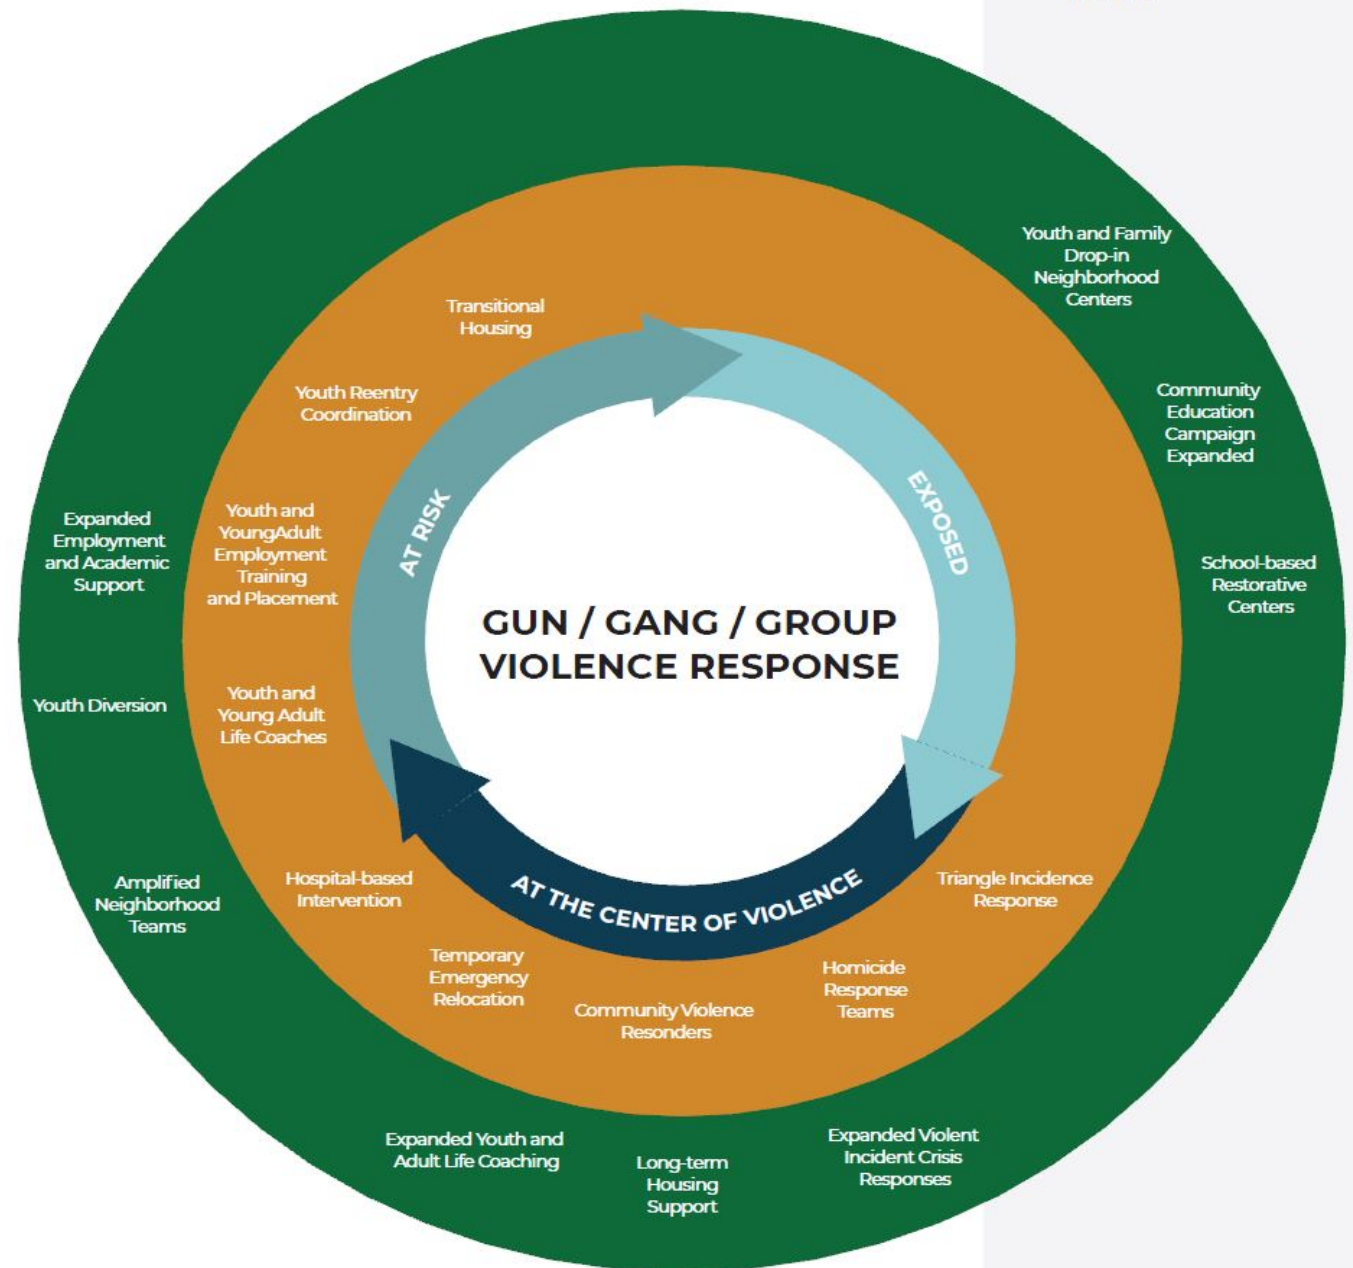 Youth and Family
Drop-in
Neighborhood
Centers
Transitional
Housing
Youth Reentry
Coordination
Community
Education
Campaign
Expanded
AT RISK
EXPOSED
Expanded
Employment
and Academic
Support
Youth and
YoungAdult
Employment
Training
and Placement
School-based
Restorative
Centers
GUN / GANG / GROUP
VIOLENCE RESPONSE
Youth Diversion
Youth and
Young Adult
Life Coaches
Amplified
Neighborhood
Teams
Hospital-based
Intervention
AT THE CENTER OF VIOLENCE
Triangle Incidence
Response
Temporary
Emergency
Relocation
Community Violence
Resonders
Homicide
Response
Teams
Expanded Youth and
Adult Life Coaching
Long-term
Housing
Support
Expanded Violent
Incident Crisis
Responses